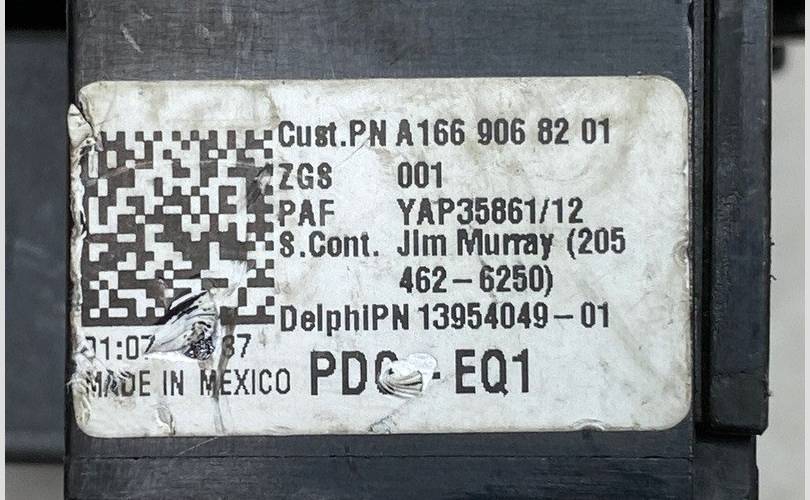 Cust.PN A166 906 82 01
ZGS 001
PAF YAP35861/12
S.Cont. Jim Murray (205
462-6250)
DelphiPN 13954049-01
MADE IN MEXICO
EQ1